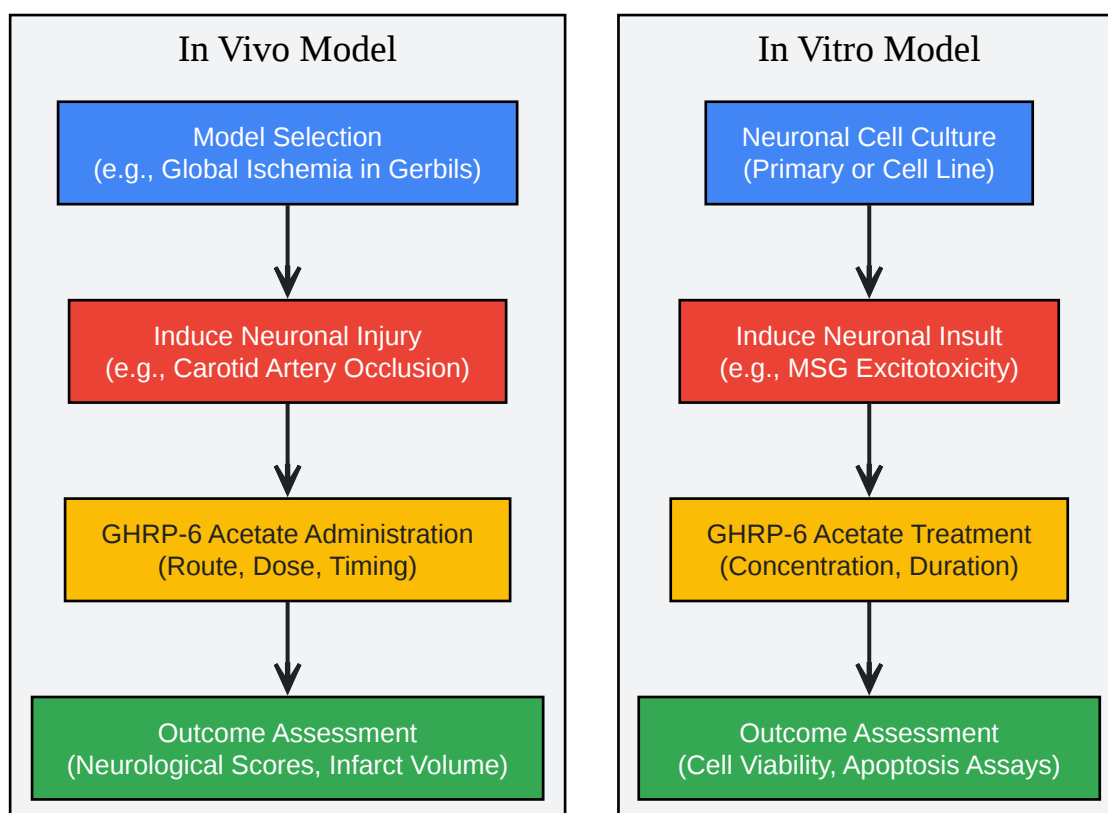 In Vivo Model
Model Selection
(e.g., Global Ischemia in Gerbils)
Induce Neuronal Injury
(e.g., Carotid Artery Occlusion)
GHRP-6 Acetate Administration
(Route, Dose, Timing)
Outcome Assessment
(Neurological Scores, Infarct Volume)
In Vitro Model
Neuronal Cell Culture
(Primary or Cell Line)
Induce Neuronal Insult
(e.g., MSG Excitotoxicity)
GHRP-6 Acetate Treatment
(Concentration, Duration)
Outcome Assessment
(Cell Viability, Apoptosis Assays)